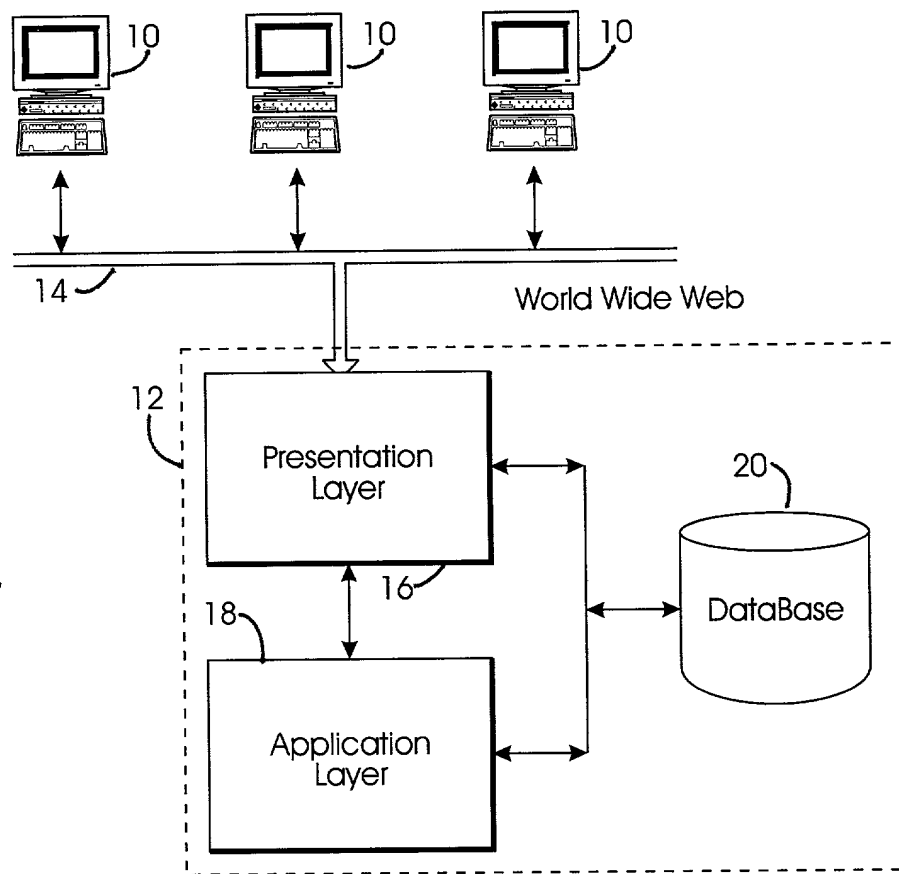 10
10
10
14
World Wide Web
12
Presentation
Layer
20
16
18
DataBase
Application
Layer